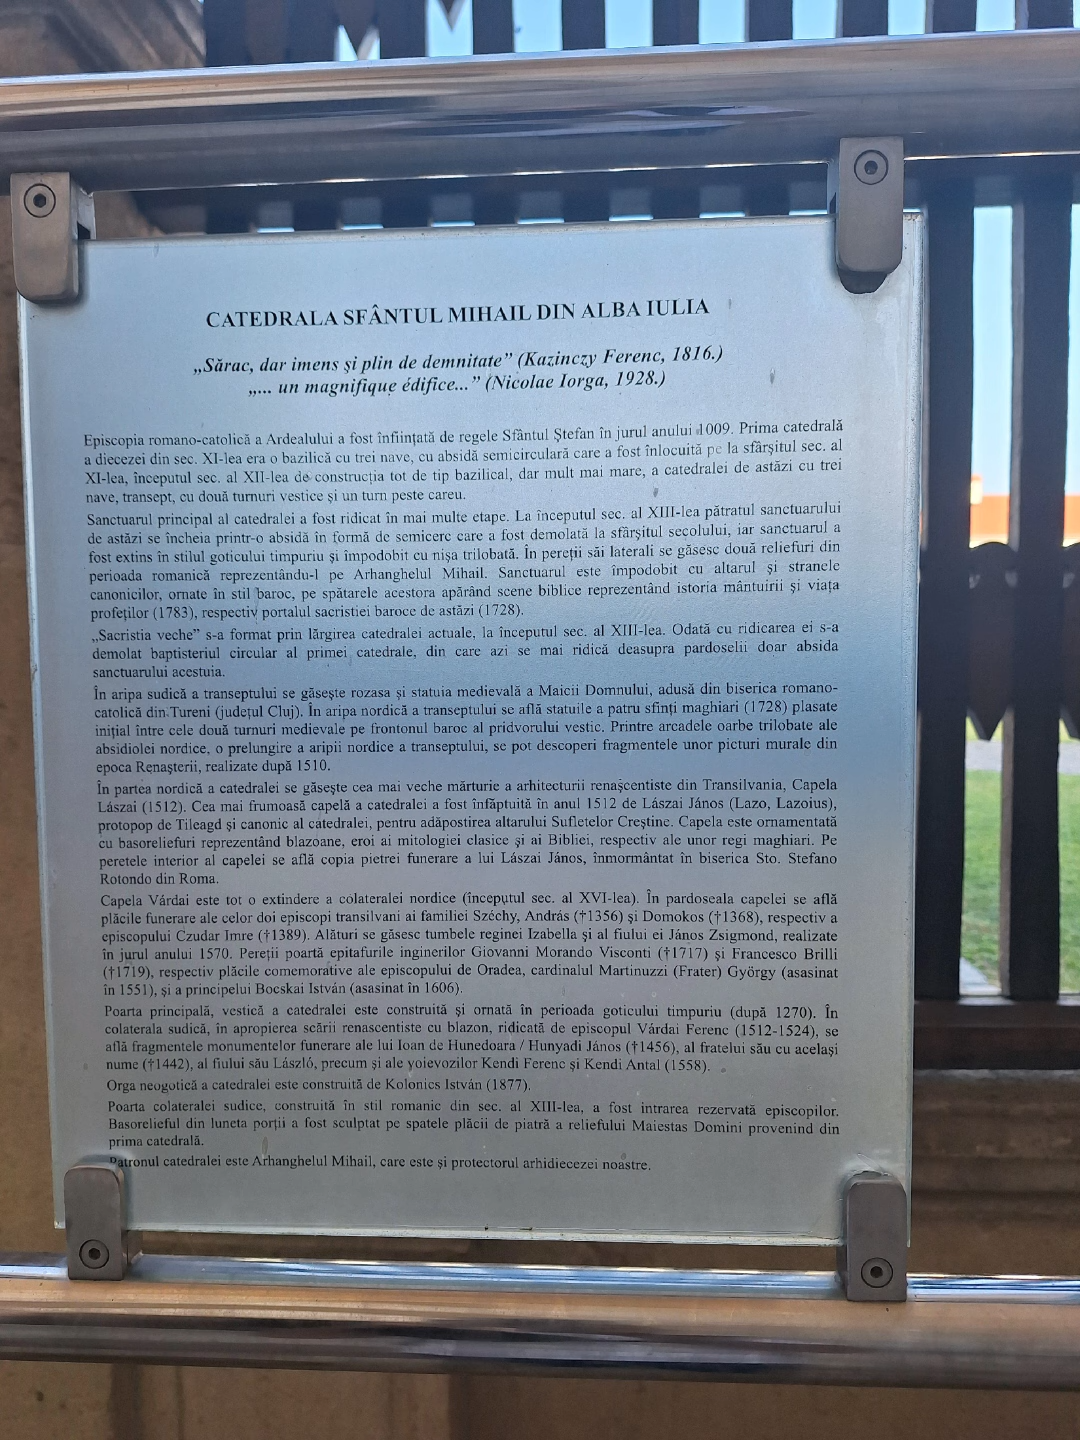 CATEDRALA SFÂNTUL MIHAIL DIN ALBA IULIA
„Sărac, dar imens și plin de demnitate” (Kazinczy Ferenc, 1816.)
„... un magnifique édifice...” (Nicolae Iorga, 1928.)
Episcopia romano-catolică a Ardealului a fost înființată de regele Sfântul Ștefan în jurul anului 1009. Prima catedrală
a diecezei din sec. XI-lea era o bazilică cu trei nave, cu absidă semicirculară care a fost înlocuită pe la sfârșitul sec. al
XI-lea, începutul sec. al XII-lea de construcția tot de tip bazilical, dar mult mai mare, a catedralei de astăzi cu trei
nave, transept, cu două turnuri vestice și un turn peste careu.
Sanctuarul principal al catedralei a fost ridicat în mai multe etape. La începutul sec. al XIII-lea pătratul sanctuarului
de astăzi se încheia printr-o absidă în formă de semicerc care a fost demolată la sfârșitul secolului, iar sanctuarul a
fost extins în stilul goticului timpuriu și împodobit cu nișa trilobată. În pereții săi laterali se găsesc două reliefuri din
perioada romanică reprezentându-l pe Arhanghelul Mihail. Sanctuarul este împodobit cu altarul și stranele
canonicilor, ornate în stil baroc, pe spătarele acestora apărând scene biblice reprezentând istoria mântuirii și viața
profeților (1783), respectiv portalul sacristiei baroce de astăzi (1728).
„Sacristia veche” s-a format prin lărgirea catedralei actuale, la începutul sec. al XIII-lea. Odată cu ridicarea ei s-a
demolat baptisteriul circular al primei catedrale, din care azi se mai ridică deasupra pardoselii doar absida
sanctuarului acestuia.
În aripa sudică a transeptului se găsește rozasa și statuia medievală a Maicii Domnului, adusă din biserica romano-
catolică din Tureni (județul Cluj). În aripa nordică a transeptului se află statuile a patru sfinți maghiari (1728) plasate
inițial între cele două turnuri medievale pe frontonul baroc al pridvorului vestic. Printre arcadele oarbe trilobate ale
absidiolei nordice, o prelungire a aripii nordice a transeptului, se pot descoperi fragmentele unor picturi murale din
epoca Renașterii, realizate după 1510.
În partea nordică a catedralei se găsește cea mai veche mărturie a arhitecturii renascentiste din Transilvania, Capela
Lászai (1512). Cea mai frumoasă capelă a catedralei a fost înfăptuită în anul 1512 de Lászai János (Lazo, Lazoius),
protopop de Tileagd și canonic al catedralei, pentru adăpostirea altarului Sufletelor Creștine. Capela este ornamentată
cu basoreliefuri reprezentând blazoane, eroi ai mitologiei clasice și ai Bibliei, respectiv ale unor regi maghiari. Pe
peretele interior al capelei se află copia pietrei funerare a lui Lászai János, înmormântat în biserica Sto. Stefano
Rotondo din Roma.
Capela Várdai este tot o extindere a colateralei nordice (începutul sec. al XVI-lea). În pardoseala capelei se află
plăcile funerare ale celor doi episcopi transilvani ai familiei Széchy, András (†1356) și Domokos (†1368), respectiv a
episcopului Czudar Imre (†1389). Alături se găsesc tumbele reginei Izabella și al fiului ei János Zsigmond, realizate
în jurul anului 1570. Pereții poartă epitafurile inginerilor Giovanni Morando Visconti (†1717) și Francesco Brilli
(†1719), respectiv plăcile comemorative ale episcopului de Oradea, cardinalul Martinuzzi (Frater) György (asasinat
în 1551), și a principelui Bocskai István (asasinat în 1606).
Poarta principală, vestică a catedralei este construită și ornată în perioada goticului timpuriu (după 1270). În
colaterala sudică, în apropierea scării renascentiste cu blazon, ridicată de episcopul Várdai Ferenc (1512-1524), se
află fragmentele monumentelor funerare ale lui Ioan de Hunedoara / Hunyadi János (†1456), al fratelui său cu același
nume (†1442), al fiului său László, precum și ale voievozilor Kendi Ferenc și Kendi Antal (1558).
Orga neogotică a catedralei este construită de Kolonics István (1877).
Poarta colateralei sudice, construită în stil romanic din sec. al XIII-lea, a fost intrarea rezervată episcopilor.
Basorelieful din luneta porții a fost sculptat pe spatele plăcii de piatră a reliefului Maiestas Domini provenind din
prima catedrală.
Patronul catedralei este Arhanghelul Mihail, care este și protectorul arhidiecezei noastre.